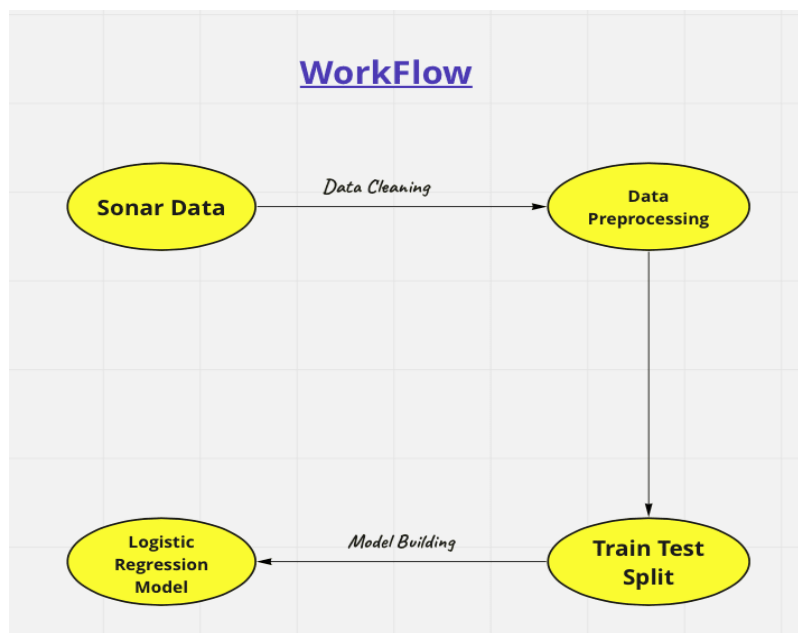 WorkFlow
Sonar Data
Data Cleaning
Data
Preprocessing
Logistic
Regression
Model
Model Building
Train Test
Split